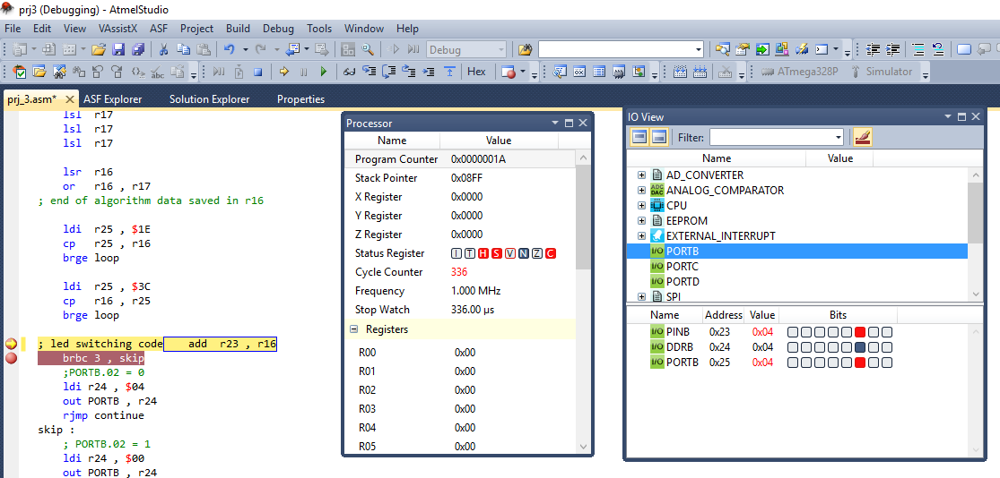 prj3 (Debugging) - AtmelStudio
File Edit View VAssistX ASF Project Build Debug Tools Window Help
Debug
Hex ATmega328P Simulator
prj_3.asm* ASF Explorer Solution Explorer Properties
lsl r17
lsl r17
lsl r17
lsr r16
or r16 , r17
; end of algorithm data saved in r16
ldi r25 , $1E
cp r25 , r16
brge loop
ldi r25 , $3C
cp r16 , r25
brge loop
; led switching code add r23 , r16
brbc 3 , skip
;PORTB.02 = 0
ldi r24 , $04
out PORTB , r24
rjmp continue
skip :
; PORTB.02 = 1
ldi r24 , $00
out PORTB , r24
Processor
Name Value
Program Counter 0x0000001A
Stack Pointer 0x08FF
X Register 0x0000
Y Register 0x0000
Z Register 0x0000
Status Register I T H S V N Z C
Cycle Counter 336
Frequency 1.000 MHz
Stop Watch 336.00 µs
Registers
R00 0x00
R01 0x00
R02 0x00
R03 0x00
R04 0x00
R05 0x00
IO View
Filter:
Name Value
AD_CONVERTER
ADC DAC ANALOG_COMPARATOR
CPU
EEPROM
EXTERNAL_INTERRUPT
I/O PORTB
I/O PORTC
I/O PORTD
SPI
Name Address Value Bits
I/O PINB 0x23 0x04
I/O DDRB 0x24 0x04
I/O PORTB 0x25 0x04